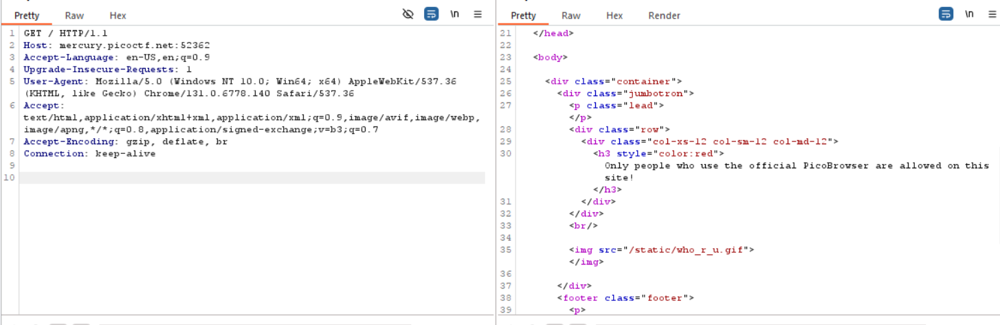 Pretty Raw Hex \n
1 GET / HTTP/1.1
2 Host: mercury.picoctf.net:52362
3 Accept-Language: en-US,en;q=0.9
4 Upgrade-Insecure-Requests: 1
5 User-Agent: Mozilla/5.0 (Windows NT 10.0; Win64; x64) AppleWebKit/537.36
(KHTML, like Gecko) Chrome/131.0.6778.140 Safari/537.36
6 Accept:
text/html,application/xhtml+xml,application/xml;q=0.9,image/avif,image/webp,
image/apng,*/*;q=0.8,application/signed-exchange;v=b3;q=0.7
7 Accept-Encoding: gzip, deflate, br
8 Connection: keep-alive
9
10
Pretty Raw Hex Render \n
21 </head>
22
23 <body>
24
25 <div class="container">
26 <div class="jumbotron">
27 <p class="lead">
</p>
28 <div class="row">
29 <div class="col-xs-12 col-sm-12 col-md-12">
30 <h3 style="color:red">
Only people who use the official PicoBrowser are allowed on this
site!
</h3>
31 </div>
32 </div>
33 <br/>
34
35 <img src="/static/who_r_u.gif">
</img>
36
37 </div>
38 <footer class="footer">
39 <p>